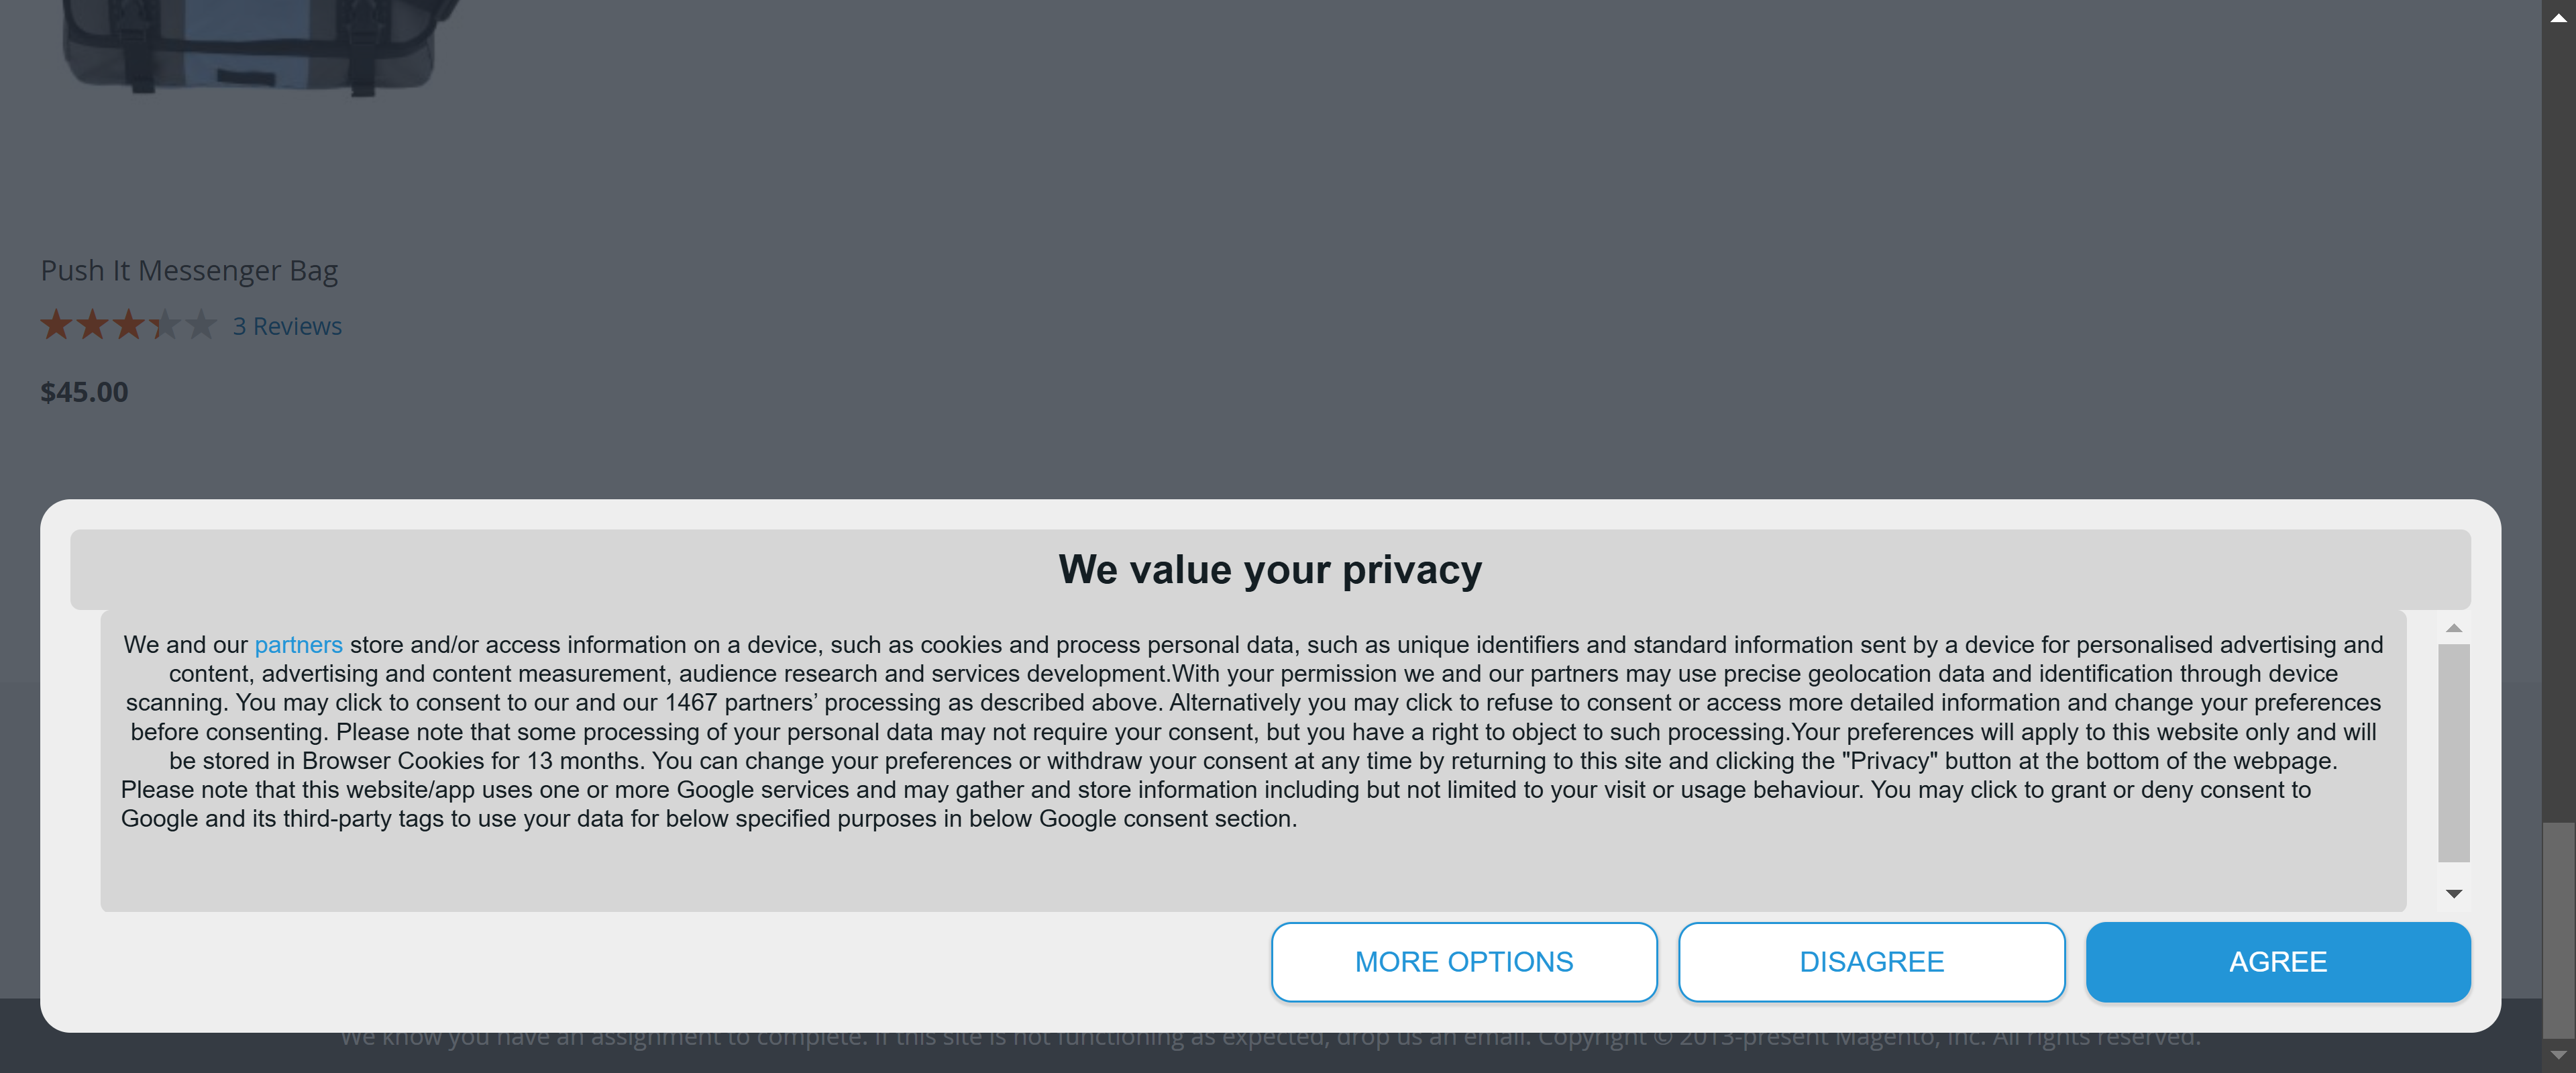 Push It Messenger Bag
3 Reviews
$45.00
We value your privacy
We and our partners store and/or access information on a device, such as cookies and process personal data, such as unique identifiers and standard information sent by a device for personalised advertising and
content, advertising and content measurement, audience research and services development.With your permission we and our partners may use precise geolocation data and identification through device
scanning. You may click to consent to our and our 1467 partners’ processing as described above. Alternatively you may click to refuse to consent or access more detailed information and change your preferences
before consenting. Please note that some processing of your personal data may not require your consent, but you have a right to object to such processing.Your preferences will apply to this website only and will
be stored in Browser Cookies for 13 months. You can change your preferences or withdraw your consent at any time by returning to this site and clicking the "Privacy" button at the bottom of the webpage.
Please note that this website/app uses one or more Google services and may gather and store information including but not limited to your visit or usage behaviour. You may click to grant or deny consent to
Google and its third-party tags to use your data for below specified purposes in below Google consent section.
MORE OPTIONS
DISAGREE
AGREE
We know you have an assignment to complete. If this site is not functioning as expected, drop us an email. Copyright © 2013-present Magento, Inc. All rights reserved.